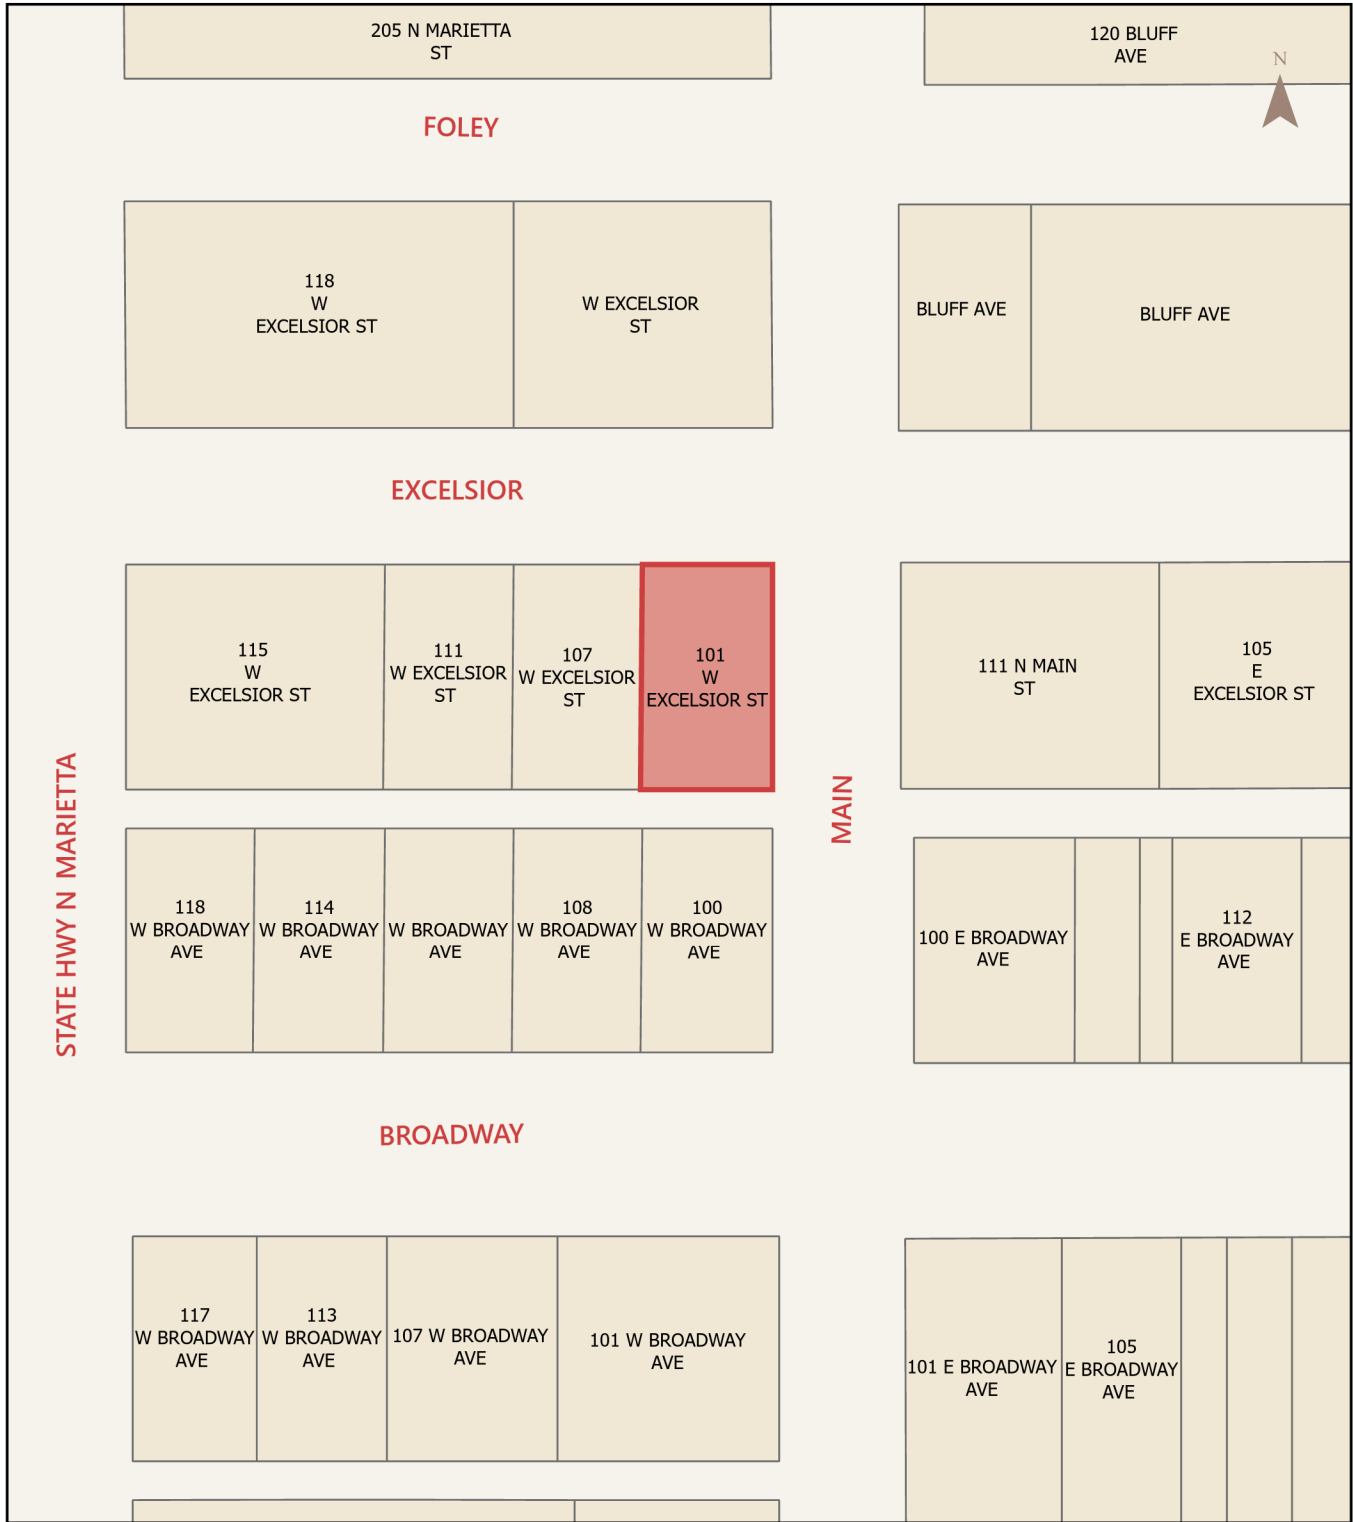 205 N MARIETTA
ST
120 BLUFF
AVE
N
FOLEY
118
W
EXCELSIOR ST
W EXCELSIOR
ST
BLUFF AVE
BLUFF AVE
EXCELSIOR
115
W
EXCELSIOR ST
111
W EXCELSIOR
ST
107
W EXCELSIOR
ST
101
W
EXCELSIOR ST
111 N MAIN
ST
105
E
EXCELSIOR ST
STATE HWY N MARIETTA
MAIN
118
W BROADWAY
AVE
114
W BROADWAY
AVE
W BROADWAY
AVE
108
W BROADWAY
AVE
100
W BROADWAY
AVE
100 E BROADWAY
AVE
112
E BROADWAY
AVE
BROADWAY
117
W BROADWAY
AVE
113
W BROADWAY
AVE
107 W BROADWAY
AVE
101 W BROADWAY
AVE
101 E BROADWAY
AVE
105
E BROADWAY
AVE